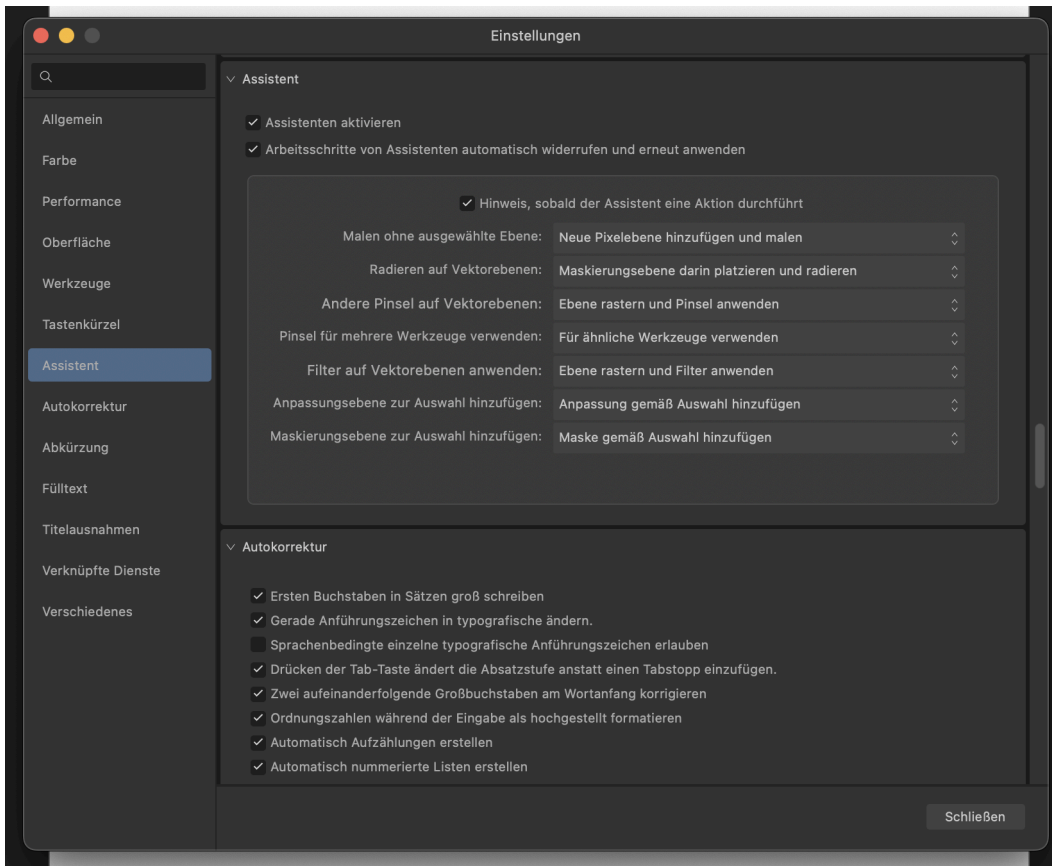 Einstellungen
Allgemein
Farbe
Performance
Oberfläche
Werkzeuge
Tastenkürzel
Assistent
Autokorrektur
Abkürzung
Fülltext
Titelausnahmen
Verknüpfte Dienste
Verschiedenes
Assistent
Assistenten aktivieren
Arbeitsschritte von Assistenten automatisch widerrufen und erneut anwenden
Hinweis, sobald der Assistent eine Aktion durchführt
Malen ohne ausgewählte Ebene: Neue Pixelebene hinzufügen und malen
Radieren auf Vektorebenen: Maskierungsebene darin platzieren und radieren
Andere Pinsel auf Vektorebenen: Ebene rastern und Pinsel anwenden
Pinsel für mehrere Werkzeuge verwenden: Für ähnliche Werkzeuge verwenden
Filter auf Vektorebenen anwenden: Ebene rastern und Filter anwenden
Anpassungsebene zur Auswahl hinzufügen: Anpassung gemäß Auswahl hinzufügen
Maskierungsebene zur Auswahl hinzufügen: Maske gemäß Auswahl hinzufügen
Autokorrektur
Ersten Buchstaben in Sätzen groß schreiben
Gerade Anführungszeichen in typografische ändern.
Sprachenbedingte einzelne typografische Anführungszeichen erlauben
Drücken der Tab-Taste ändert die Absatzstufe anstatt einen Tabstopp einzufügen.
Zwei aufeinanderfolgende Großbuchstaben am Wortanfang korrigieren
Ordnungszahlen während der Eingabe als hochgestellt formatieren
Automatisch Aufzählungen erstellen
Automatisch nummerierte Listen erstellen
Schließen